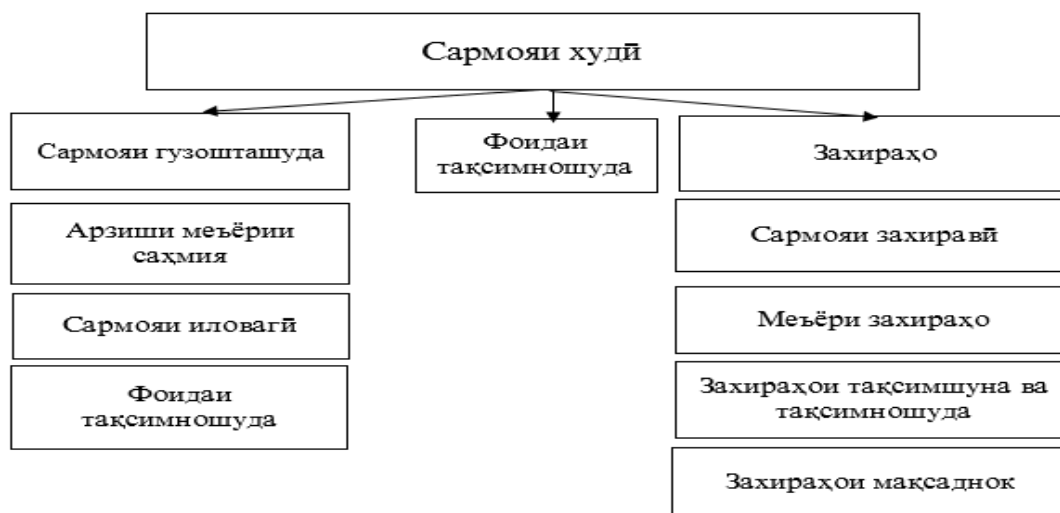 Сармояи худӣ
Сармояи гузошташуда
Арзиши меъёрии
саҳмия
Сармояи иловагӣ
Фоидаи
тақсимношуда
Фоидаи
тақсимношуда
Захираҳо
Сармояи захиравӣ
Меъёри захираҳо
Захираҳои тақсимшуна ва
тақсимношуда
Захираҳои мақсаднок